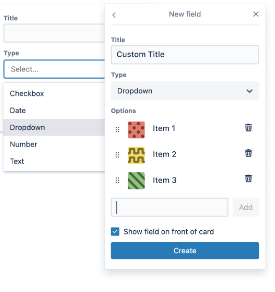 Title
Type
Select...
Checkbox
Date
Dropdown
Number
Text
New field
Title
Custom Title
Type
Dropdown
Options
Item 1
Item 2
Item 3
Add
Show field on front of card
Create